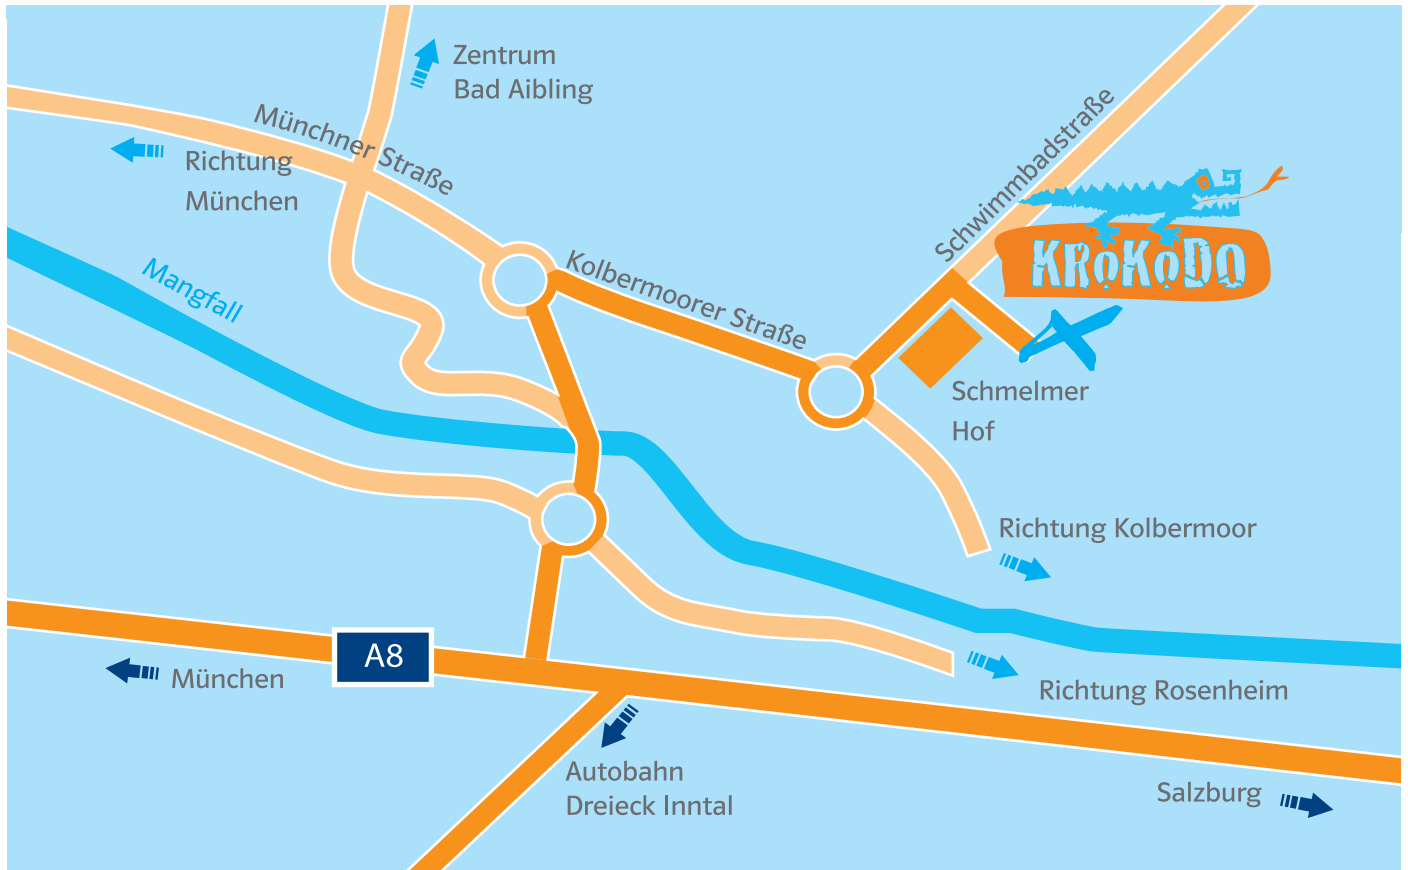 Zentrum
Bad Aibling
Münchner Straße
Richtung
München
Schwimmbadstraße
KROKODO
Mangfall
Kolbermoorer Straße
Schmelmer
Hof
Richtung Kolbermoor
A8
München
Richtung Rosenheim
Autobahn
Dreieck Inntal
Salzburg